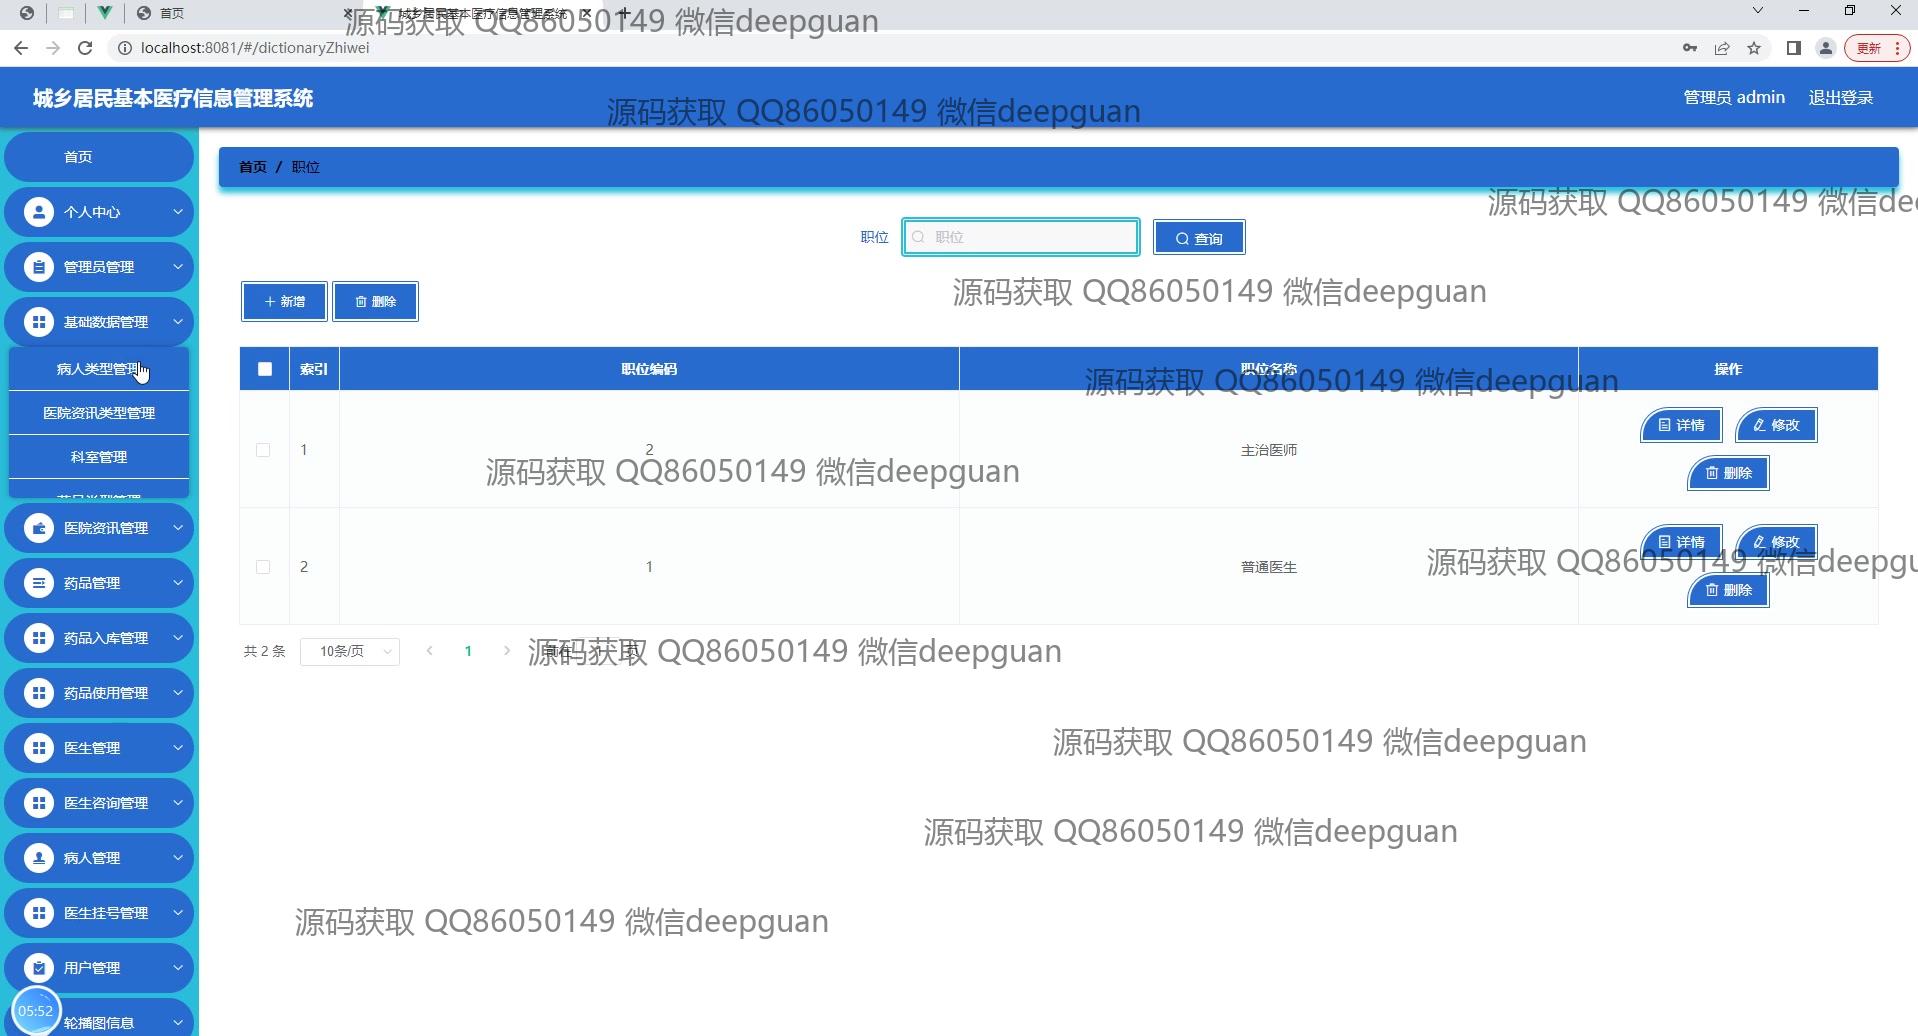 首页
城乡居民基本医疗信息管理系统
源码获取 QQ86050149 微信deepguan
localhost:8081/#/dictionaryZhiwei
更新
城乡居民基本医疗信息管理系统
源码获取 QQ86050149 微信deepguan
管理员 admin
退出登录
首页
个人中心
管理员管理
基础数据管理
病人类型管理
医院资讯类型管理
科室管理
药品类型管理
医院资讯管理
药品管理
药品入库管理
药品使用管理
医生管理
医生咨询管理
病人管理
医生挂号管理
用户管理
05:52
轮播图信息
首页 / 职位
源码获取 QQ86050149 微信dee
职位
职位
查询
源码获取 QQ86050149 微信deepguan
新增
删除
索引 职位编码 职位名称 操作
源码获取 QQ86050149 微信deepguan
1 2 主治医师 详情 修改
删除
源码获取 QQ86050149 微信deepguan
2 1 普通医生 详情 修改
删除
源码获取 QQ86050149 微信deepgu
共 2 条 10条/页 1 前往 1 页
源码获取 QQ86050149 微信deepguan
源码获取 QQ86050149 微信deepguan
源码获取 QQ86050149 微信deepguan
源码获取 QQ86050149 微信deepguan